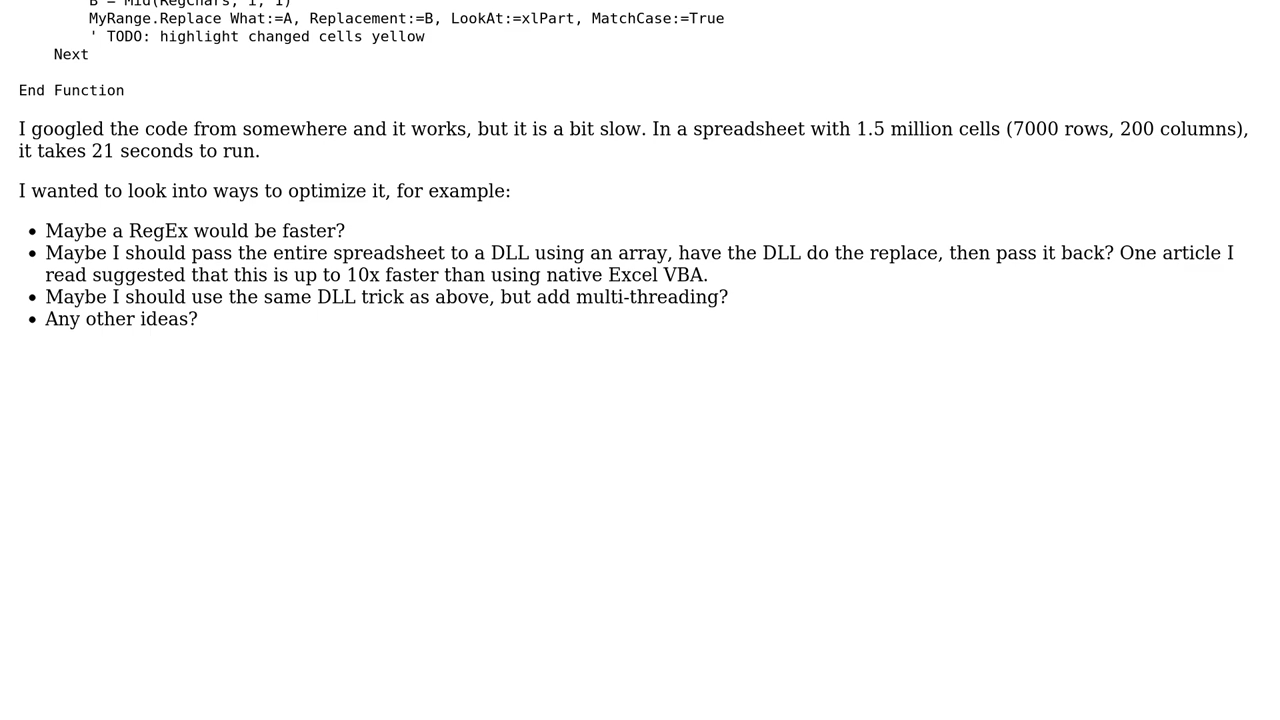 B = Mid(RegChars, i, 1)
MyRange.Replace What:=A, Replacement:=B, LookAt:=xlPart, MatchCase:=True
' TODO: highlight changed cells yellow
Next
End Function
I googled the code from somewhere and it works, but it is a bit slow. In a spreadsheet with 1.5 million cells (7000 rows, 200 columns),
it takes 21 seconds to run.
I wanted to look into ways to optimize it, for example:
• Maybe a RegEx would be faster?
• Maybe I should pass the entire spreadsheet to a DLL using an array, have the DLL do the replace, then pass it back? One article I
read suggested that this is up to 10x faster than using native Excel VBA.
• Maybe I should use the same DLL trick as above, but add multi-threading?
• Any other ideas?